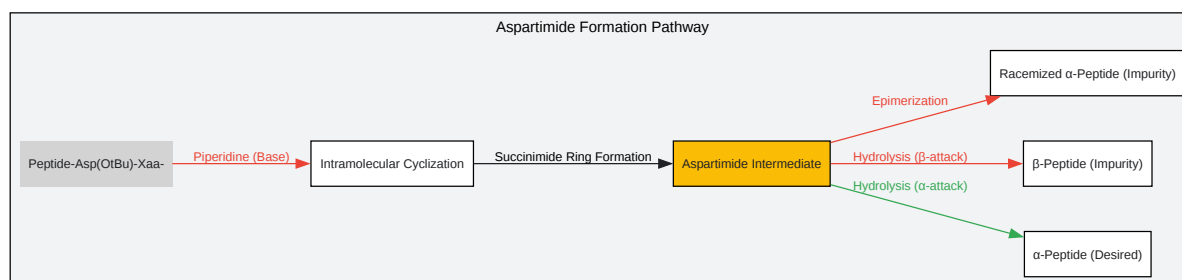 Aspartimide Formation Pathway
Racemized α-Peptide (Impurity)
Epimerization
Peptide-Asp(OtBu)-Xaa-
Piperidine (Base)
Intramolecular Cyclization
Succinimide Ring Formation
Aspartimide Intermediate
Hydrolysis (β-attack)
β-Peptide (Impurity)
Hydrolysis (α-attack)
α-Peptide (Desired)